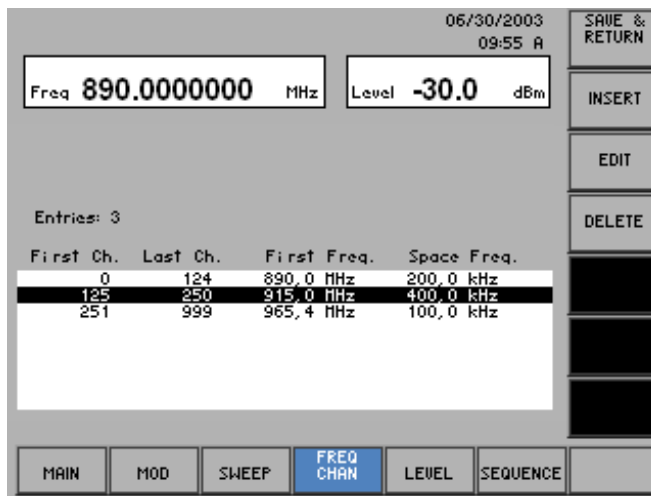 06/30/2003
09:55 A
Freq 890.0000000 MHz
Level -30.0 dBm
Entries: 3
First Ch. Last Ch. First Freq. Space Freq.
0 124 890,0 MHz 200,0 kHz
125 250 915,0 MHz 400,0 kHz
251 999 965,4 MHz 100,0 kHz
SAVE &
RETURN
INSERT
EDIT
DELETE
MAIN
MOD
SWEEP
FREQ
CHAN
LEVEL
SEQUENCE